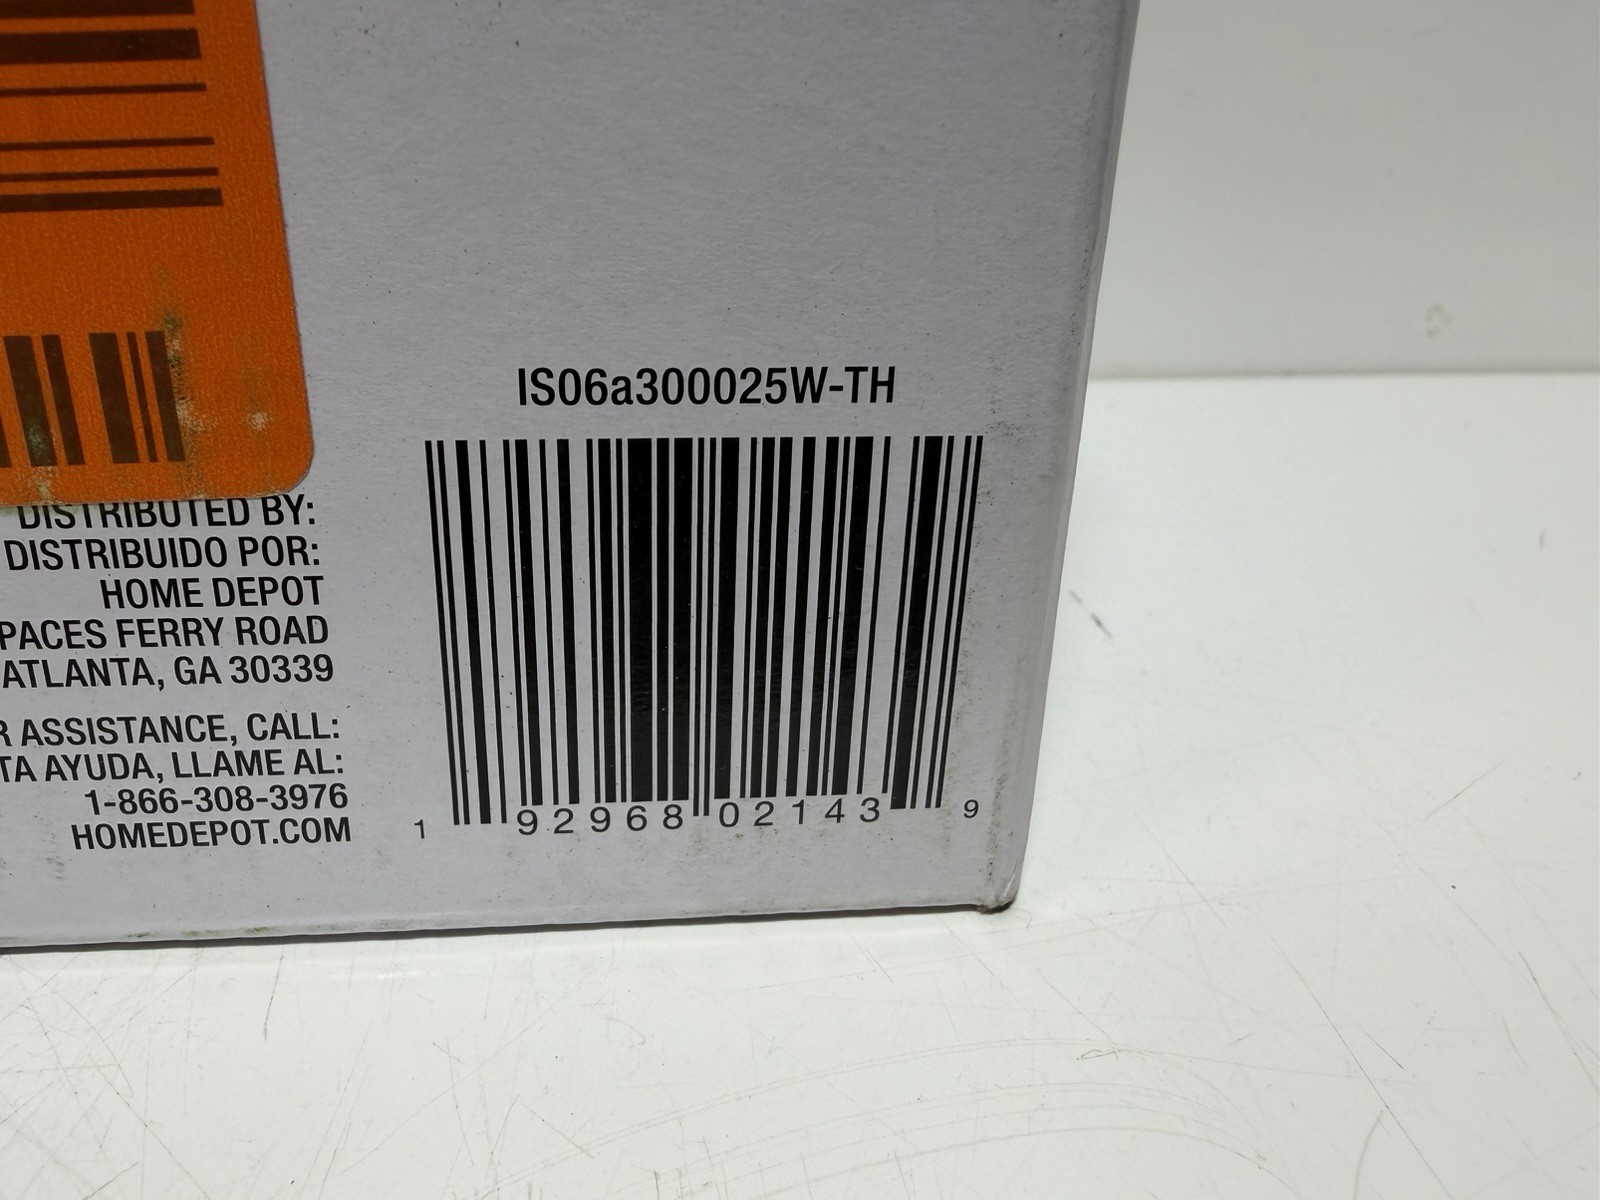 IS06a300025W-TH
DISTRIBUTED BY:
DISTRIBUIDO POR:
HOME DEPOT
PACES FERRY ROAD
ATLANTA, GA 30339
ASSISTANCE, CALL:
AYUDA, LLAME AL:
1-866-308-3976
HOMEDEPOT.COM
1 92968 02143 9